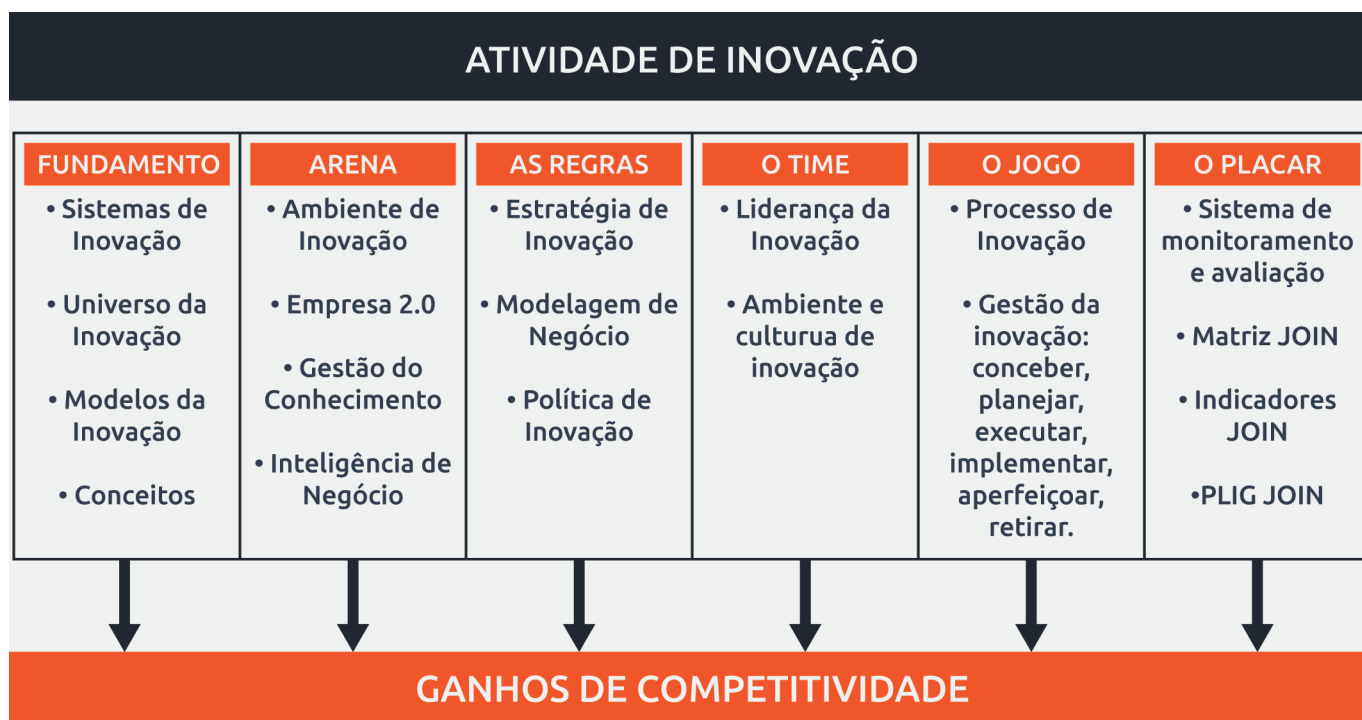 ATIVIDADE DE INOVAÇÃO
FUNDAMENTO
• Sistemas de
Inovação
• Universo da
Inovação
• Modelos da
Inovação
• Conceitos
ARENA
• Ambiente de
Inovação
• Empresa 2.0
• Gestão do
Conhecimento
• Inteligência de
Negócio
AS REGRAS
• Estratégia de
Inovação
• Modelagem de
Negócio
• Política de
Inovação
O TIME
• Liderança da
Inovação
• Ambiente e
culturua de
inovação
O JOGO
• Processo de
Inovação
• Gestão da
inovação:
conceber,
planejar,
executar,
implementar,
aperfeiçoar,
retirar.
O PLACAR
• Sistema de
monitoramento
e avaliação
• Matriz JOIN
• Indicadores
JOIN
•PLIG JOIN
GANHOS DE COMPETITIVIDADE